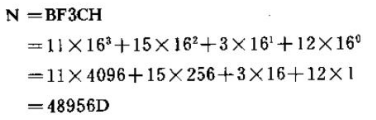 N = BF3CH
= 11×16³+15×16²+3×16¹+12×16⁰
= 11×4096+15×256+3×16+12×1
= 48956D